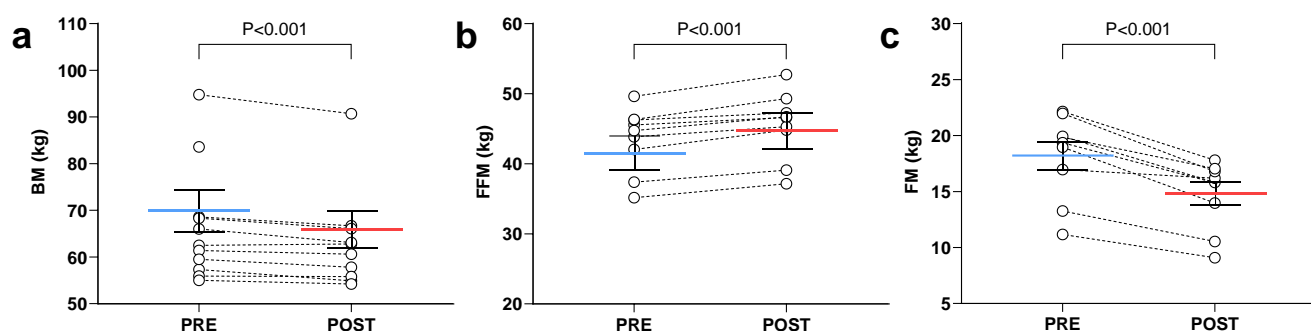 a
P<0.001
BM (kg)
110
100
90
80
70
60
50
PRE
POST
b
P<0.001
FFM (kg)
60
50
40
30
20
PRE
POST
c
P<0.001
FM (kg)
30
25
20
15
10
5
PRE
POST